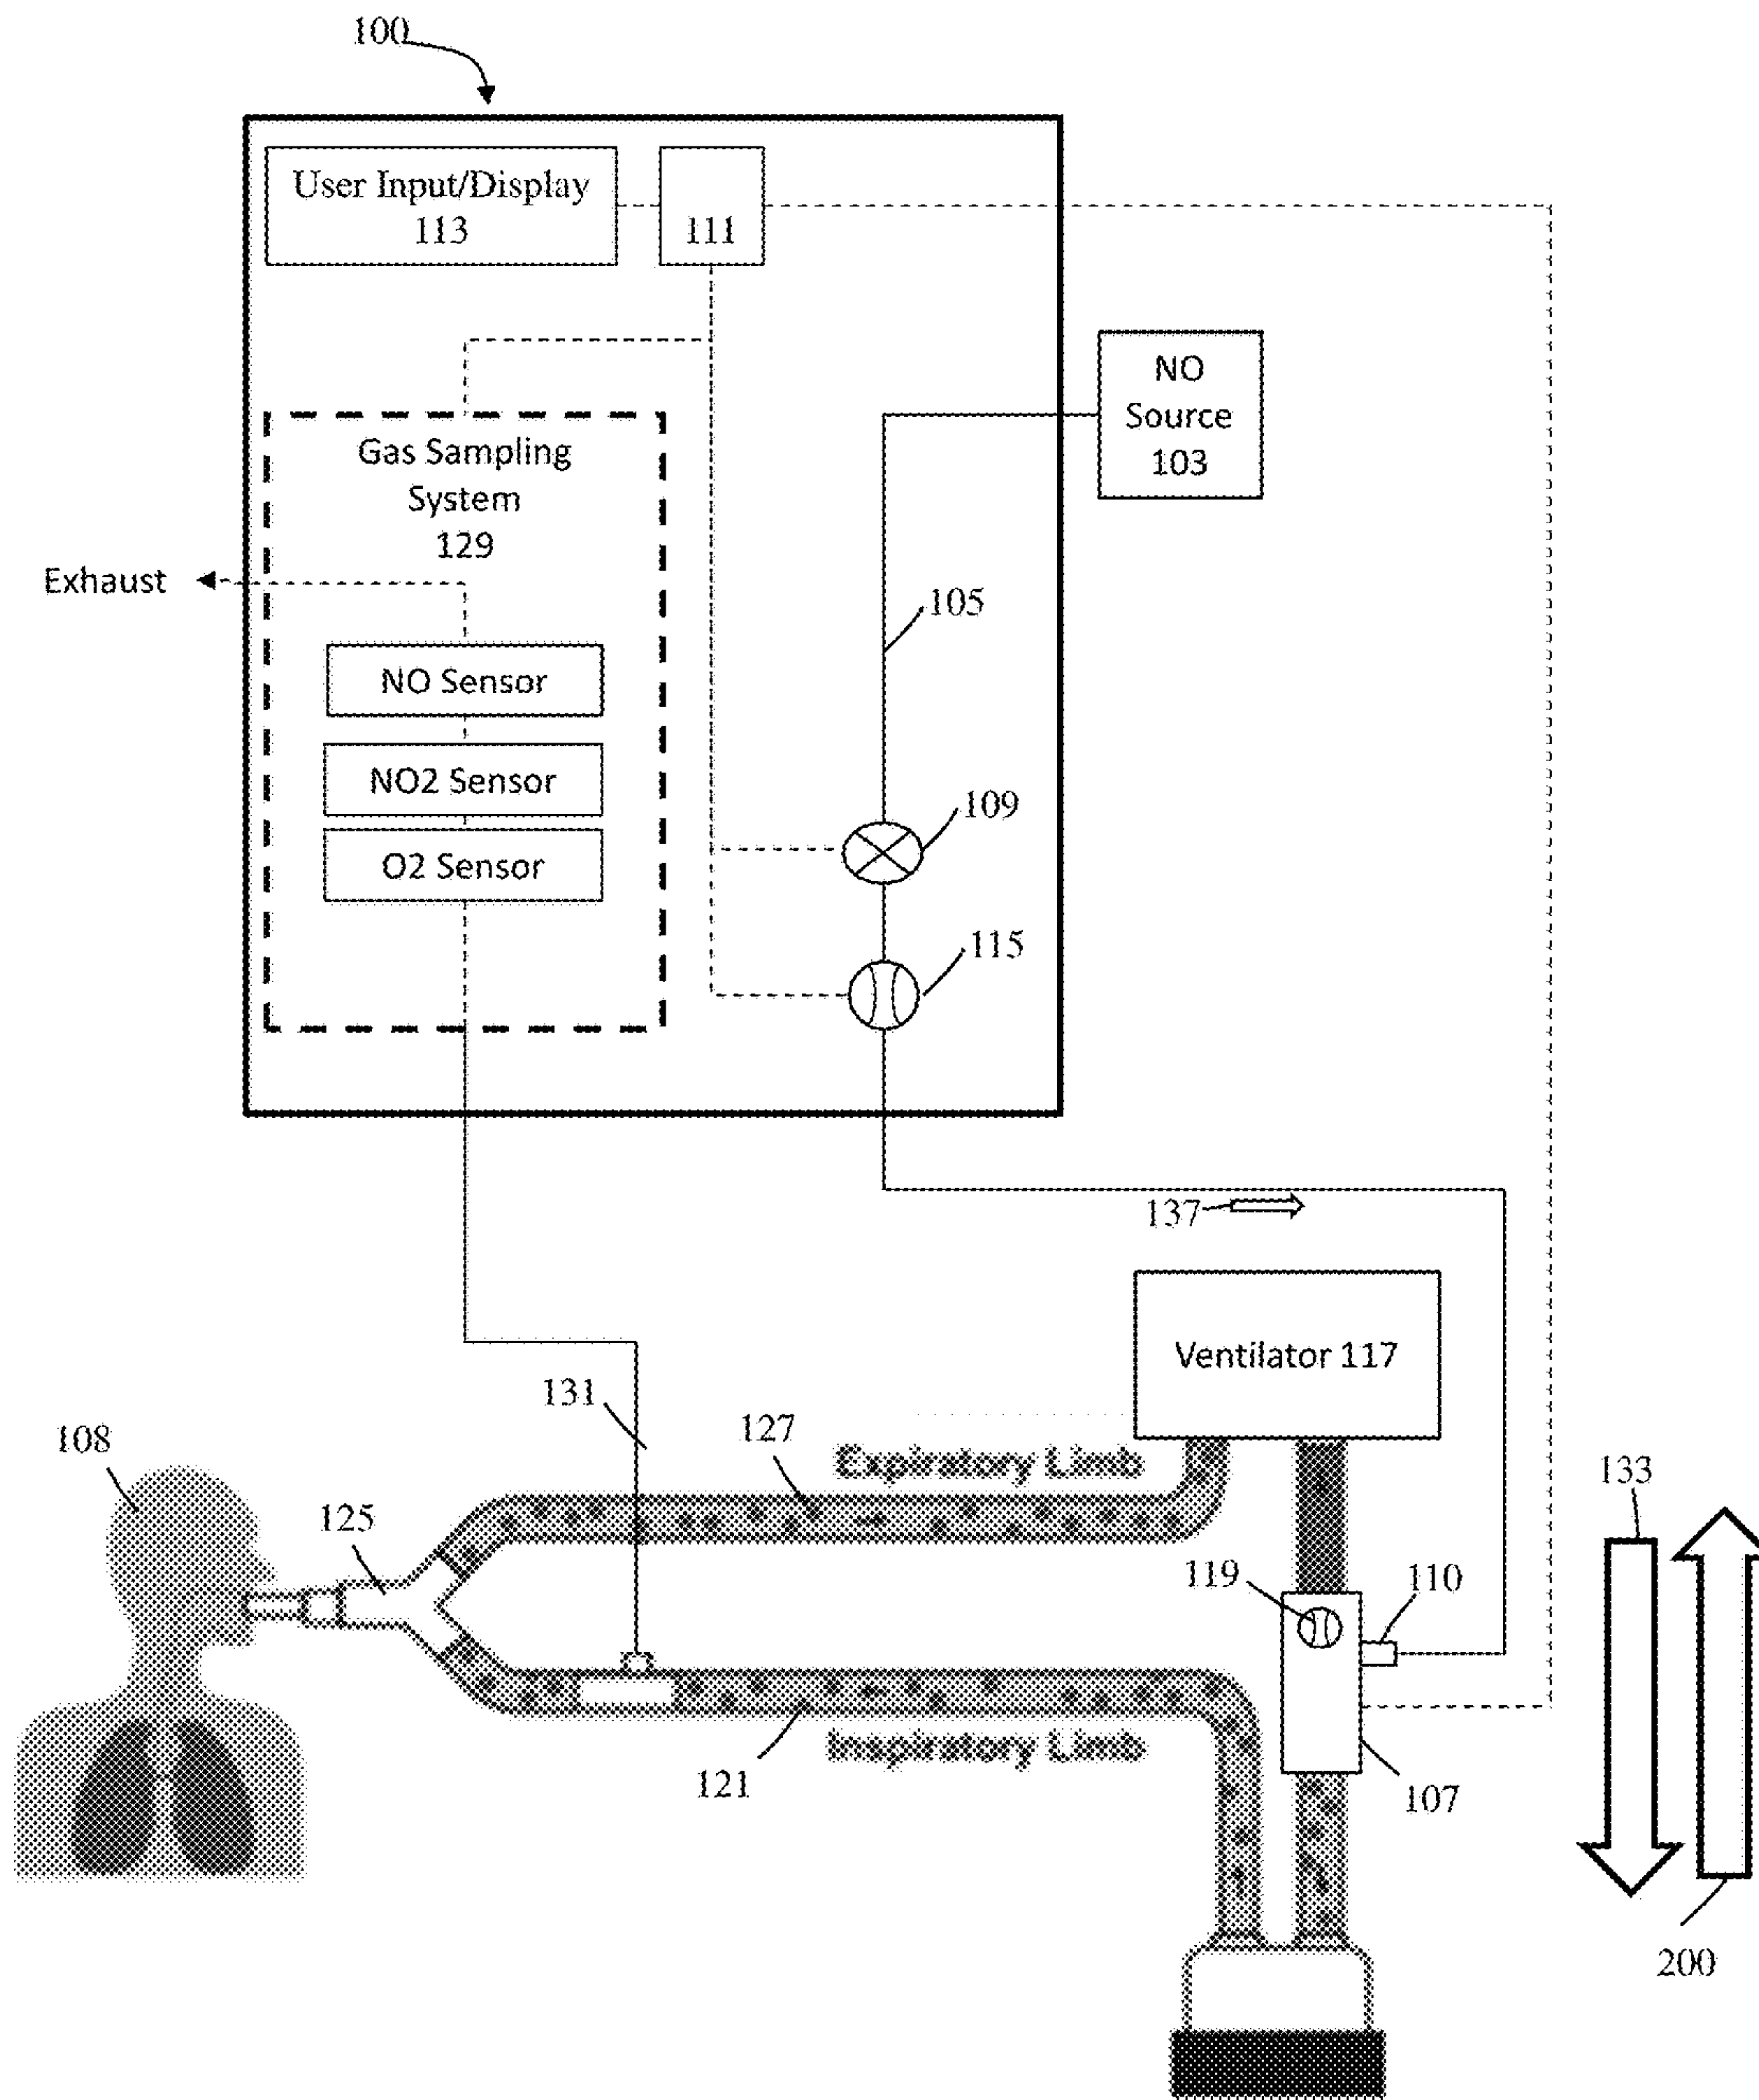 100
User Input/Display
113
111
NO
Source
103
Gas Sampling
System
129
Exhaust
105
NO Sensor
NO2 Sensor
O2 Sensor
109
115
137
Ventilator 117
131
127
Expiratory Limb
108
125
133
119
110
Inspiratory Limb
121
107
200